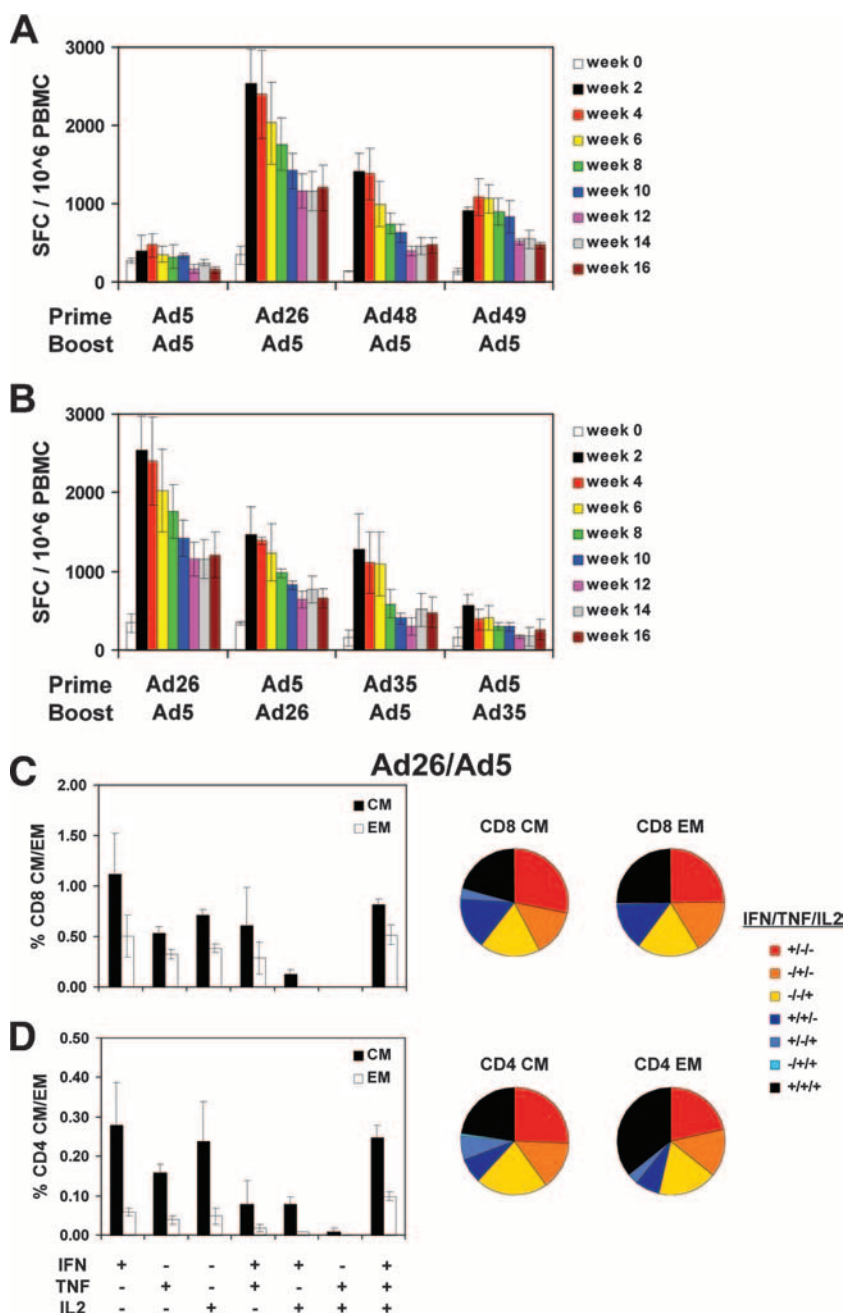 A
3000
2000
1000
0
SFC / 10^6 PBMC
week 0
week 2
week 4
week 6
week 8
week 10
week 12
week 14
week 16
Prime Ad5 Ad26 Ad48 Ad49
Boost Ad5 Ad5 Ad5 Ad5
B
3000
2000
1000
0
SFC / 10^6 PBMC
week 0
week 2
week 4
week 6
week 8
week 10
week 12
week 14
week 16
Prime Ad26 Ad5 Ad35 Ad5
Boost Ad5 Ad26 Ad5 Ad35
Ad26/Ad5
C
2.00
1.50
1.00
0.50
0.00
% CD8 CM/EM
CM
EM
CD8 CM CD8 EM
D
0.50
0.40
0.30
0.20
0.10
0.00
% CD4 CM/EM
CM
EM
CD4 CM CD4 EM
IFN/TNF/IL2
+/-/-
-/+/-
-/-/+
+/+/-
+/-/+
-/+/+
+/+/+
IFN + - - + + - +
TNF - + - + - + +
IL2 - - + - + + +